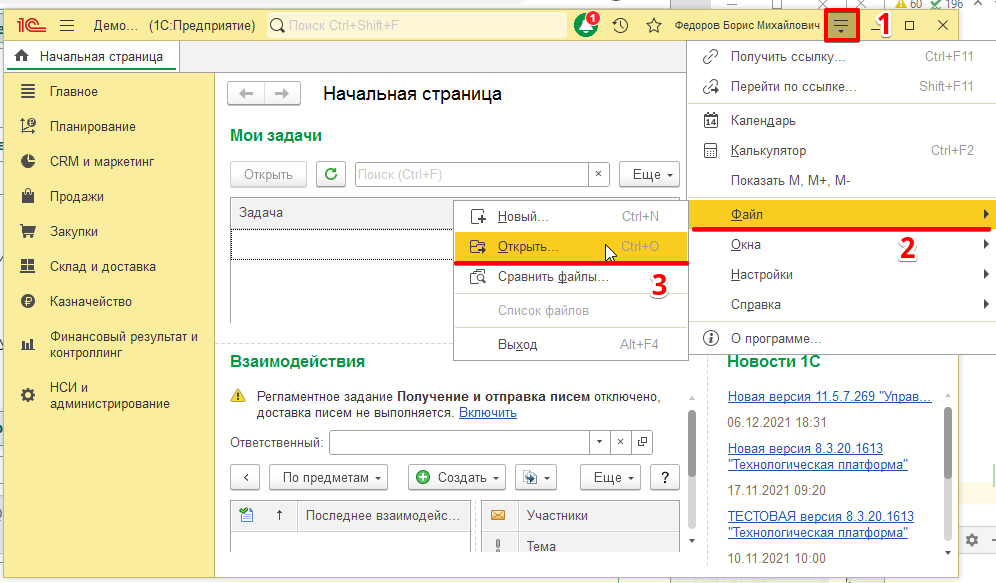 60 196
1С Демо... (1С:Предприятие) Поиск Ctrl+Shift+F 1 Федоров Борис Михайлович 1
Начальная страница
Главное
Планирование
CRM и маркетинг
Продажи
Закупки
Склад и доставка
Казначейство
Финансовый результат и
контроллинг
НСИ и
администрирование
Начальная страница
Мои задачи
Открыть Поиск (Ctrl+F) × Еще
Задача
Новый... Ctrl+N
Открыть... Ctrl+O
Сравнить файлы... 3
Список файлов
Выход Alt+F4
Получить ссылку... Ctrl+F11
Перейти по ссылке... Shift+F11
14 Календарь
Калькулятор Ctrl+F2
Показать M, M+, M-
Файл
Окна 2
Настройки
Справка
О программе...
Взаимодействия
Регламентное задание Получение и отправка писем отключено,
доставка писем не выполняется. Включить
Ответственный: ×
По предметам Создать Еще ?
↑ Последнее взаимодейс... Участники
Тема
Новости 1С
Новая версия 11.5.7.269 "Управ...
06.12.2021 18:31
Новая версия 8.3.20.1613
"Технологическая платформа"
17.11.2021 09:20
ТЕСТОВАЯ версия 8.3.20.1613
"Технологическая платформа"
10.11.2021 10:00